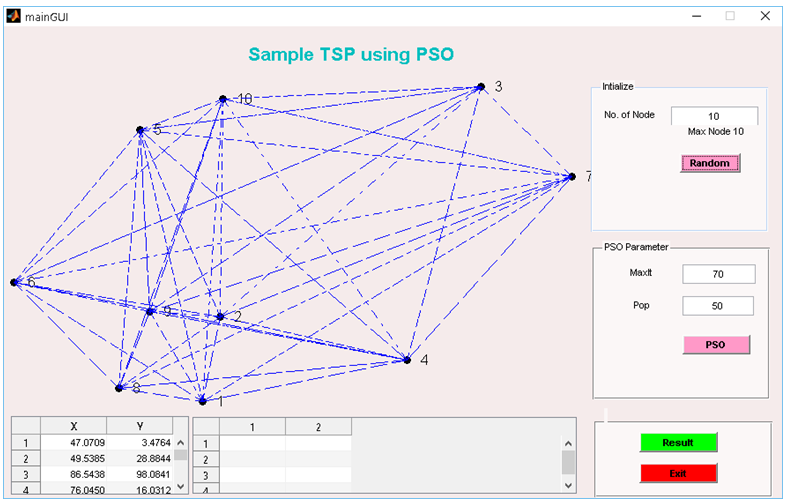 mainGUI
Sample TSP using PSO
10
3
5
7
6
9
2
4
8
1
Intialize
No. of Node 10
Max Node 10
Random
PSO Parameter
MaxIt 70
Pop 50
PSO
Result
Exit
X Y
1 47.0709 3.4764
2 49.5385 28.8844
3 86.5438 98.0841
4 76.0450 16.0312
1 2
1
2
3
4